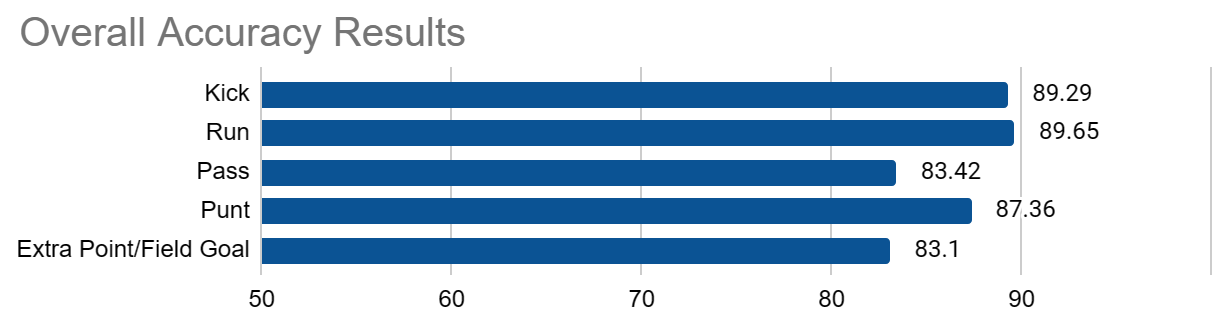 Overall Accuracy Results
Kick 89.29
Run 89.65
Pass 83.42
Punt 87.36
Extra Point/Field Goal 83.1
50 60 70 80 90